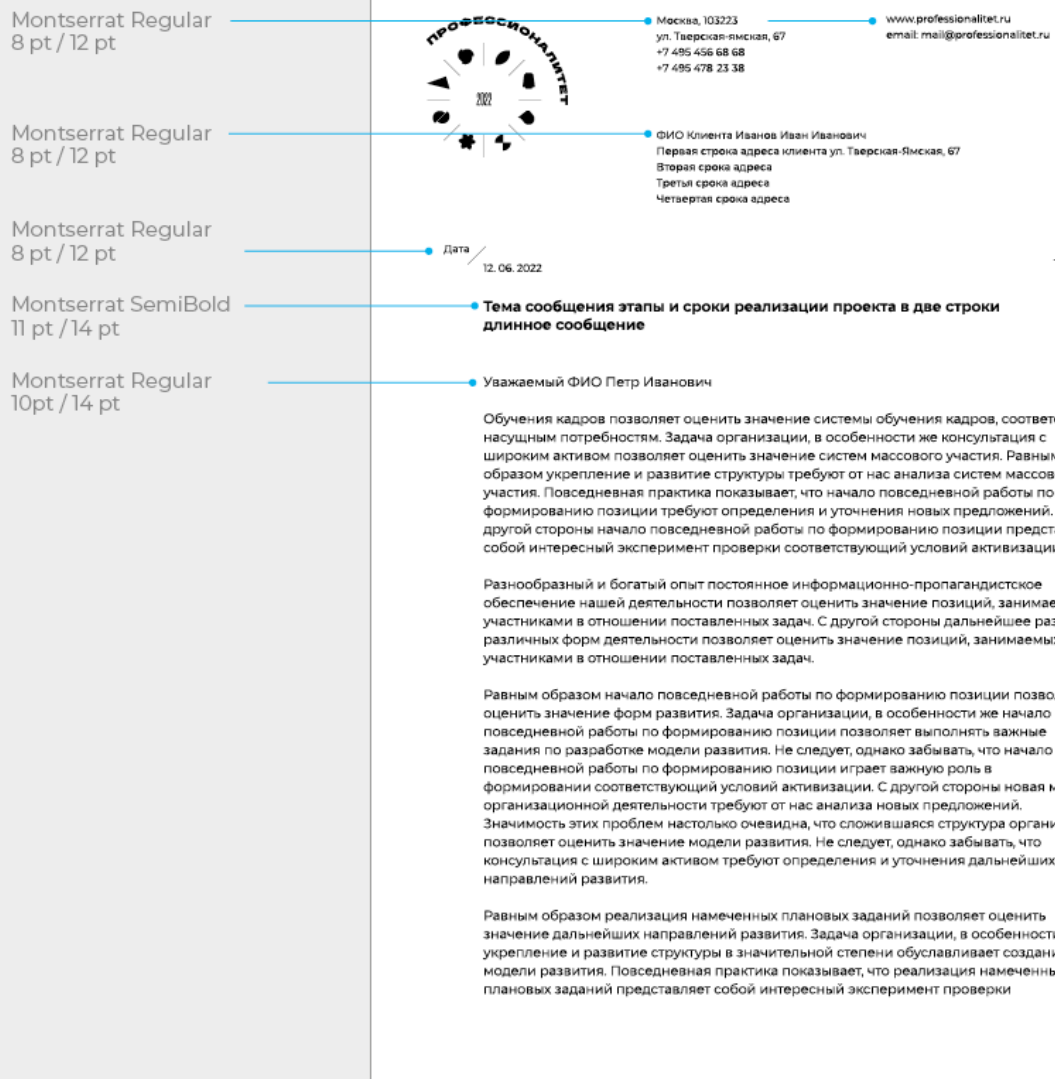 Montserrat Regular
8 pt / 12 pt
ПРОФЕССИОНАЛИТЕТ
2022
Москва, 103223
ул. Тверская-ямская, 67
+7 495 456 68 68
+7 495 478 23 38
www.professionalitet.ru
email: mail@professionalitet.ru
Montserrat Regular
8 pt / 12 pt
ФИО Клиента Иванов Иван Иванович
Первая строка адреса клиента ул. Тверская-Ямская, 67
Вторая срока адреса
Третья срока адреса
Четвертая срока адреса
Montserrat Regular
8 pt / 12 pt
Дата
12. 06. 2022
Montserrat SemiBold
11 pt / 14 pt
Тема сообщения этапы и сроки реализации проекта в две строки
длинное сообщение
Montserrat Regular
10pt / 14 pt
Уважаемый ФИО Петр Иванович
Обучения кадров позволяет оценить значение системы обучения кадров,
насущным потребностям. Задача организации, в особенности же консультация с
широким активом позволяет оценить значение систем массового участия.
образом укрепление и развитие структуры требуют от нас анализа систем
участия. Повседневная практика показывает, что начало повседневной работы по
формированию позиции требуют определения и уточнения новых предложений.
другой стороны начало повседневной работы по формированию позиции
собой интересный эксперимент проверки соответствующий условий
Разнообразный и богатый опыт постоянное информационно-пропагандистское
обеспечение нашей деятельности позволяет оценить значение позиций,
участниками в отношении поставленных задач. С другой стороны дальнейшее
различных форм деятельности позволяет оценить значение позиций,
участниками в отношении поставленных задач.
Равным образом начало повседневной работы по формированию позиции
оценить значение форм развития. Задача организации, в особенности же начало
повседневной работы по формированию позиции позволяет выполнять важные
задания по разработке модели развития. Не следует, однако забывать, что начало
повседневной работы по формированию позиции играет важную роль в
формировании соответствующий условий активизации. С другой стороны новая
организационной деятельности требуют от нас анализа новых предложений.
Значимость этих проблем настолько очевидна, что сложившаяся структура
позволяет оценить значение модели развития. Не следует, однако забывать, что
консультация с широким активом требуют определения и уточнения дальнейших
направлений развития.
Равным образом реализация намеченных плановых заданий позволяет оценить
значение дальнейших направлений развития. Задача организации, в
укрепление и развитие структуры в значительной степени обуславливает
модели развития. Повседневная практика показывает, что реализация
плановых заданий представляет собой интересный эксперимент проверки